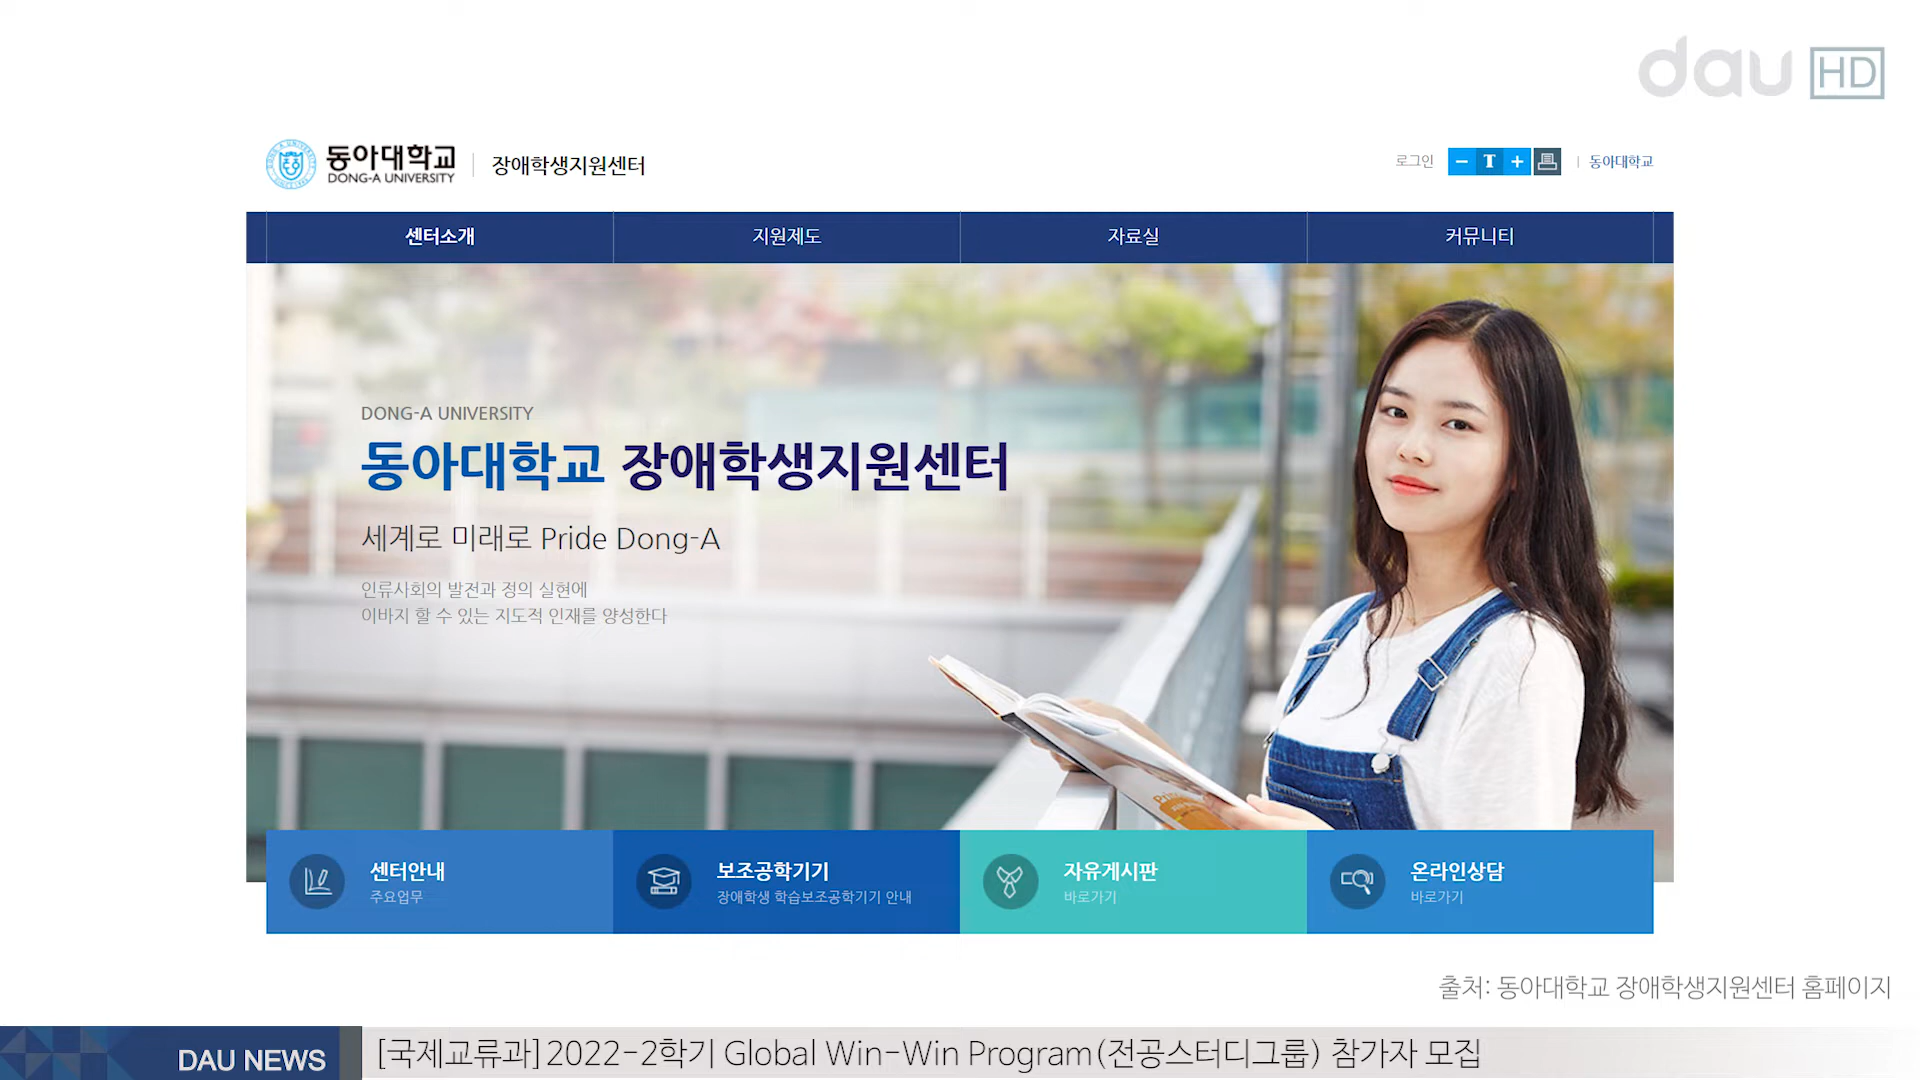 dau HD
동아대학교
DONG-A UNIVERSITY
장애학생지원센터
로그인
T
동아대학교
센터소개
지원제도
자료실
커뮤니티
DONG-A UNIVERSITY
동아대학교 장애학생지원센터
세계로 미래로 Pride Dong-A
인류사회의 발전과 정의 실현에
이바지 할 수 있는 지도적 인재를 양성한다
센터안내
주요업무
보조공학기기
장애학생 학습보조공학기기 안내
자유게시판
바로가기
온라인상담
바로가기
출처: 동아대학교 장애학생지원센터 홈페이지
DAU NEWS
[국제교류과] 2022-2학기 Global Win-Win Program(전공스터디그룹) 참가자 모집